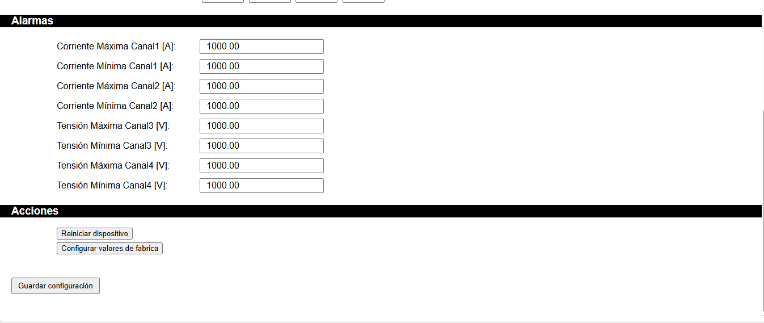 Alarmas
Corriente Máxima Canal1 [A]: 1000.00
Corriente Mínima Canal1 [A]: 1000.00
Corriente Máxima Canal2 [A]: 1000.00
Corriente Mínima Canal2 [A]: 1000.00
Tensión Máxima Canal3 [V]: 1000.00
Tensión Mínima Canal3 [V]: 1000.00
Tensión Máxima Canal4 [V]: 1000.00
Tensión Mínima Canal4 [V]: 1000.00
Acciones
Reiniciar dispositivo
Configurar valores de fabrica
Guardar configuración